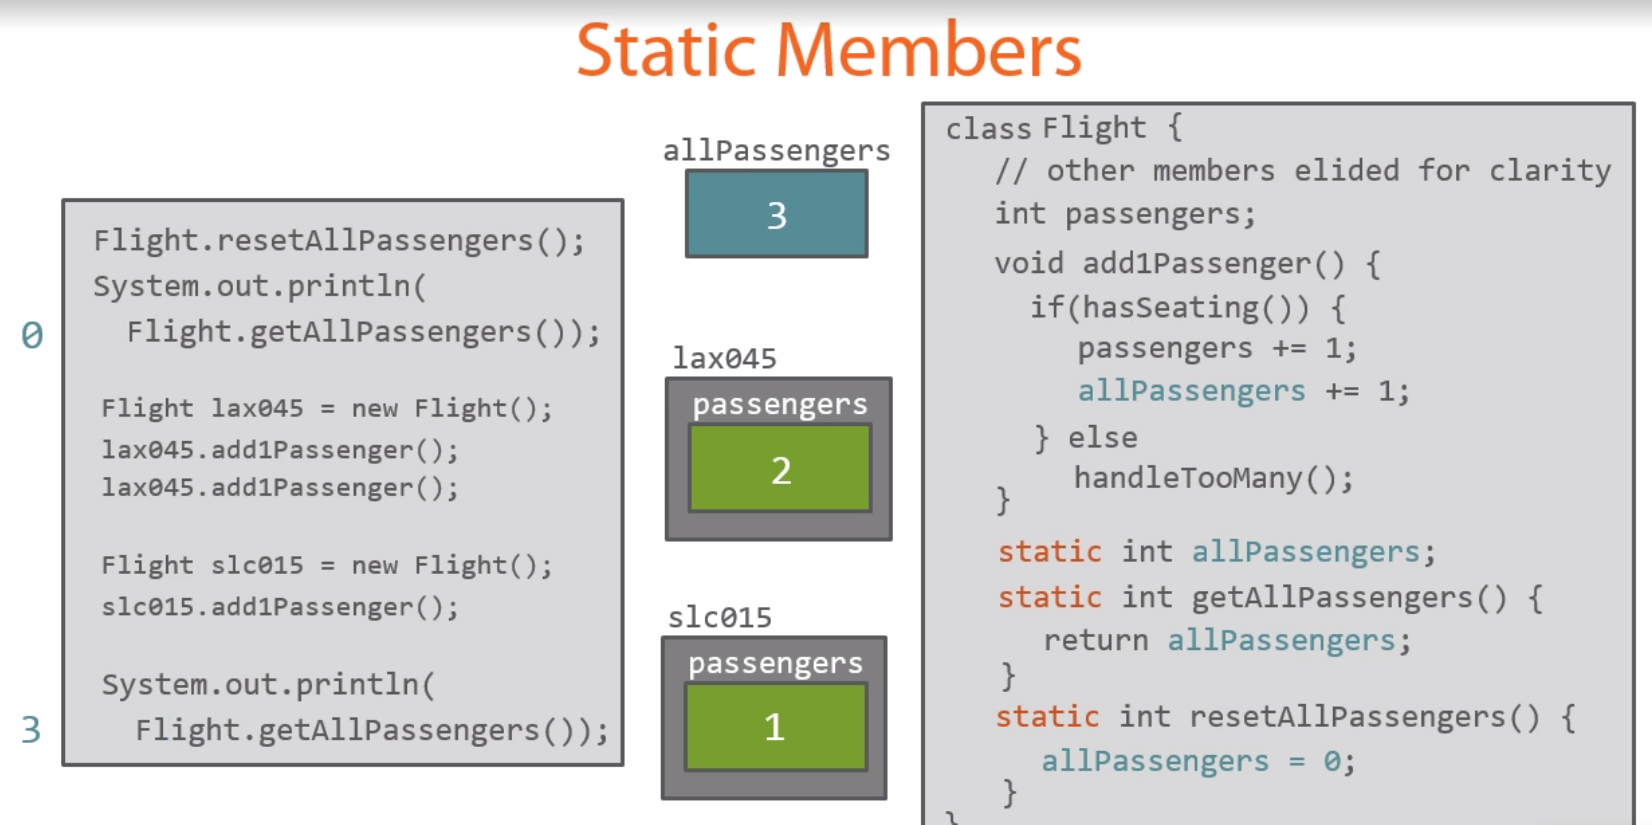 Static Members
Flight.resetAllPassengers();
System.out.println(
0 Flight.getAllPassengers());
Flight lax045 = new Flight();
lax045.add1Passenger();
lax045.add1Passenger();
Flight slc015 = new Flight();
slc015.add1Passenger();
System.out.println(
3 Flight.getAllPassengers());
allPassengers
3
lax045
passengers
2
slc015
passengers
1
class Flight {
// other members elided for clarity
int passengers;
void add1Passenger() {
if(hasSeating()) {
passengers += 1;
allPassengers += 1;
} else
handleTooMany();
}
static int allPassengers;
static int getAllPassengers() {
return allPassengers;
}
static int resetAllPassengers() {
allPassengers = 0;
}
}